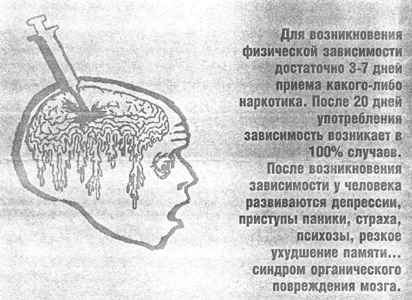 Для возникновения
физической зависимости
достаточно 3-7 дней
приема какого-либо
наркотика. После 20 дней
употребления
зависимость возникает в
100% случаев.
После возникновения
зависимости у человека
развиваются депрессии,
приступы паники, страха,
психозы, резкое
ухудшение памяти...
синдром органического
повреждения мозга.